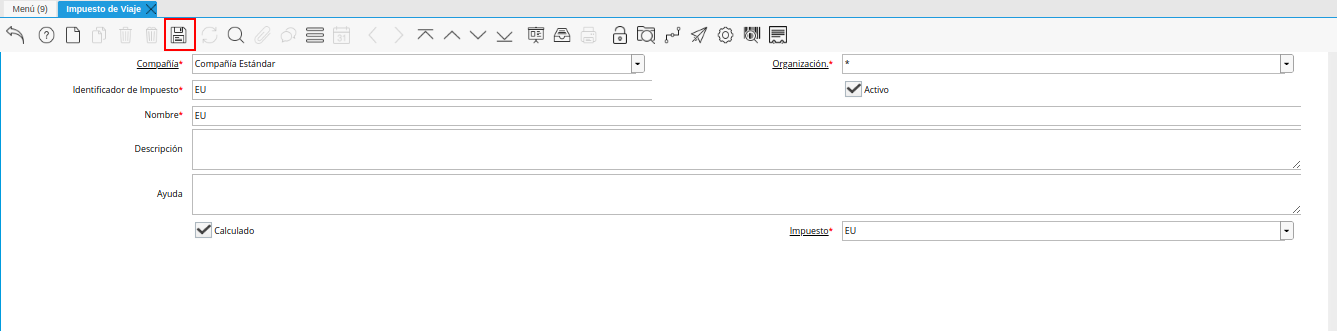 Menú (9) Impuesto de Viaje
31
Compañía* Compañía Estándar Organización.* *
Identificador de Impuesto* EU Activo
Nombre* EU
Descripción
Ayuda
Calculado Impuesto* EU